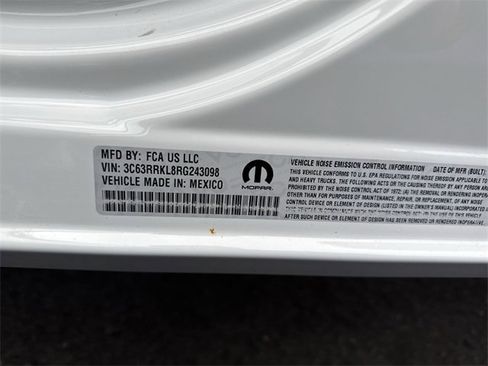 MFD BY: FCA US LLC
VIN: 3C63RRKL8RG243098
VEHICLE MADE IN: MEXICO
MOPAR
VEHICLE NOISE EMISSION CONTROL INFORMATION DATE OF MFR (BUILT):
THIS VEHICLE CONFORMS TO U.S. EPA REGULATIONS FOR NOISE EMISSION APPLICABLE TO
AND HEAVY TRUCKS. THE FOLLOWING ACTS OR THE CAUSING THEREOF BY ANY PERSON
PROHIBITED BY THE NOISE CONTROL ACT OF 1972: (A) THE REMOVAL OR RENDERING
OTHER THAN FOR PURPOSES OF MAINTENANCE, REPAIR, OR REPLACEMENT, OF ANY NOISE
CONTROL DEVICE OR ELEMENT OF DESIGN (LISTED IN THE OWNER'S MANUAL) INCORPORATED
AFTER SUCH DEVICE OR ELEMENT OF DESIGN HAS BEEN REMOVED OR RENDERED INOPERATIVE